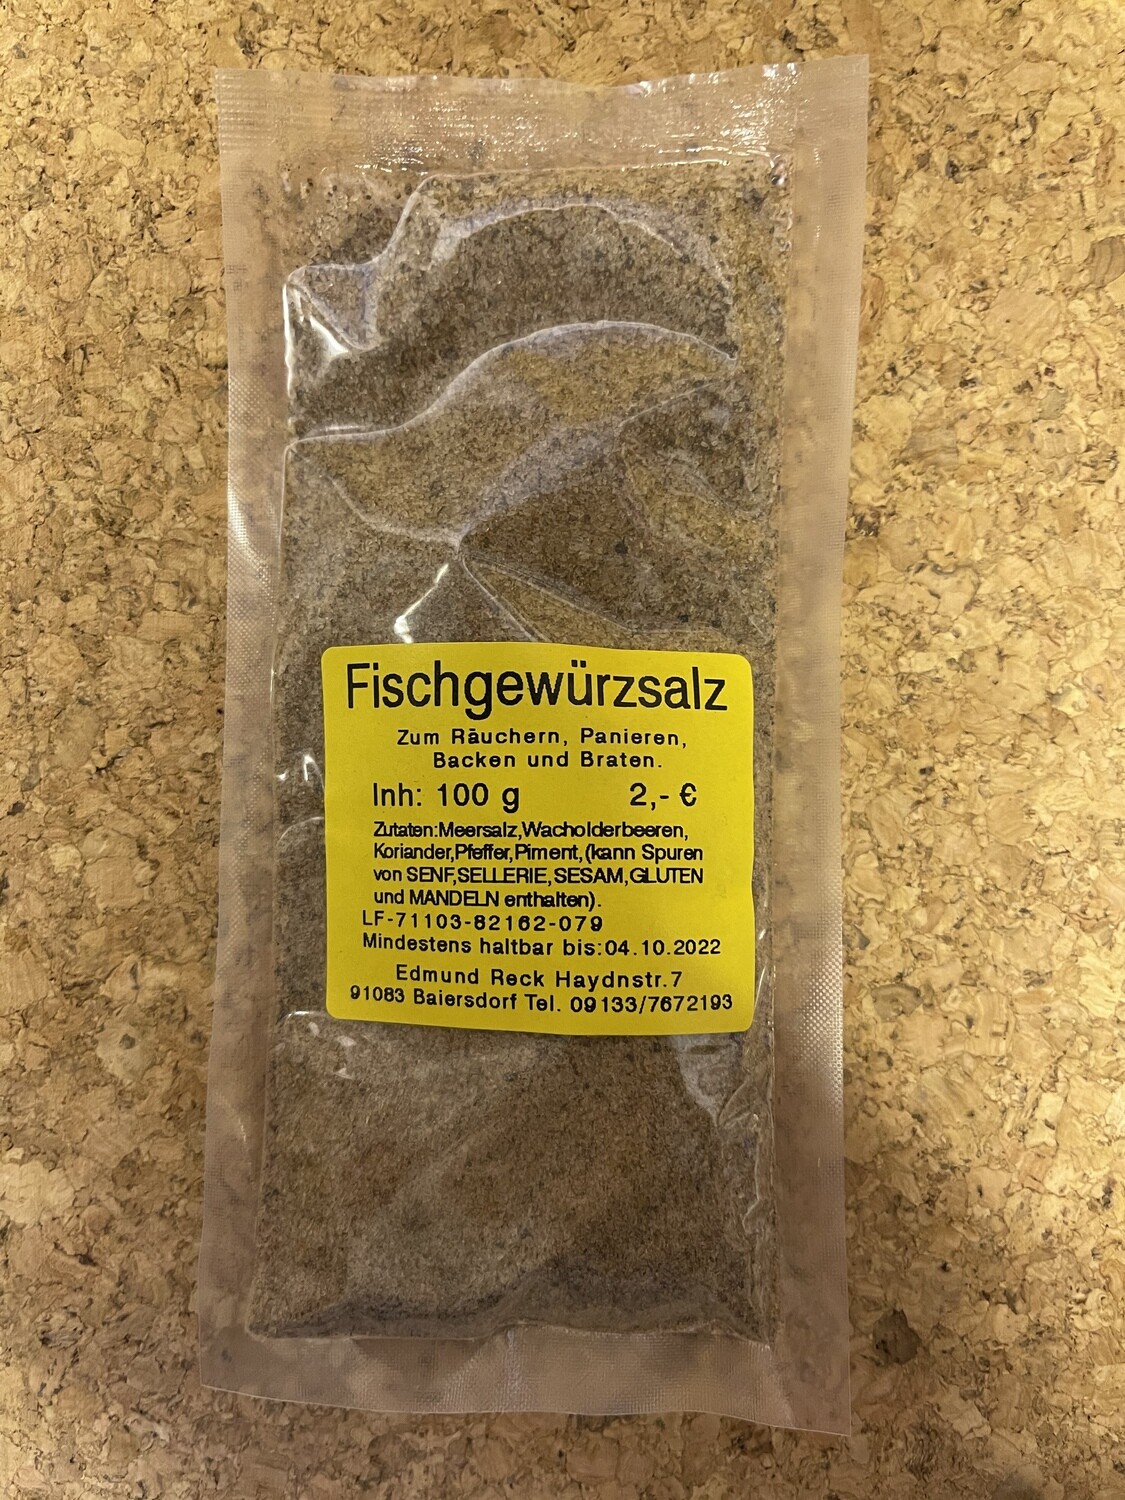 Fischgewürzsalz
Zum Räuchern, Panieren,
Backen und Braten.
Inh: 100 g 2,- €
Zutaten:Meersalz,Wacholderbeeren,
Koriander,Pfeffer,Piment,(kann Spuren
von SENF,SELLERIE,SESAM,GLUTEN
und MANDELN enthalten).
LF-71103-82162-079
Mindestens haltbar bis:04.10.2022
Edmund Reck Haydnstr.7
91083 Baiersdorf Tel. 09133/7672193